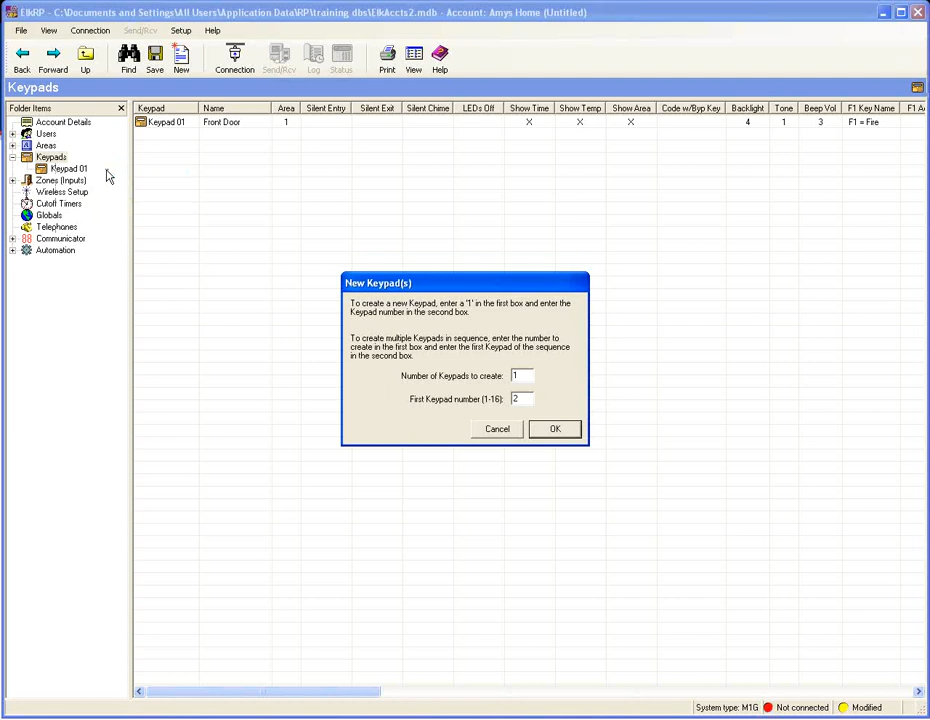 ElkRP - C:\Documents and Settings\All Users\Application Data\RP\training dbs\ElkAccts2.mdb - Account: Amys Home (Untitled)
File View Connection Send/Rcv Setup Help
Back Forward Up Find Save New Connection Send/Rcv Log Status Print View Help
Keypads
Folder Items
Account Details
Users
Areas
Keypads
Keypad 01
Zones (Inputs)
Wireless Setup
Cutoff Timers
Globals
Telephones
Communicator
Automation
Keypad Name Area Silent Entry Silent Exit Silent Chime LEDs Off Show Time Show Temp Show Area Code w/Byp Key Backlight Tone Beep Vol F1 Key Name F1 A
Keypad 01 Front Door 1 X X X 4 1 3 F1 = Fire
New Keypad(s)
To create a new Keypad, enter a '1' in the first box and enter the
Keypad number in the second box.
To create multiple Keypads in sequence, enter the number to
create in the first box and enter the first Keypad of the sequence
in the second box.
Number of Keypads to create: 1
First Keypad number (1-16): 2
Cancel OK
System type: M1G Not connected Modified